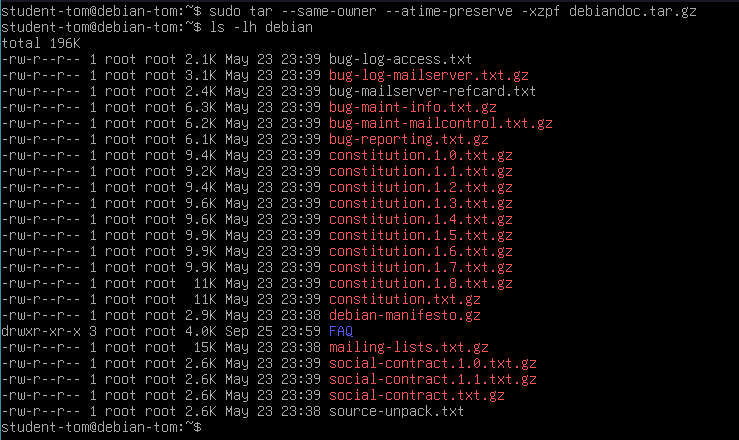 student-tom@debian-tom:~$ sudo tar --same-owner --atime-preserve -xzpf debiandoc.tar.gz
student-tom@debian-tom:~$ ls -lh debian
total 196K
-rw-r--r-- 1 root root 2.1K May 23 23:39 bug-log-access.txt
-rw-r--r-- 1 root root 3.1K May 23 23:39 bug-log-mailserver.txt.gz
-rw-r--r-- 1 root root 2.4K May 23 23:39 bug-mailserver-refcard.txt
-rw-r--r-- 1 root root 6.3K May 23 23:39 bug-maint-info.txt.gz
-rw-r--r-- 1 root root 6.2K May 23 23:39 bug-maint-mailcontrol.txt.gz
-rw-r--r-- 1 root root 6.1K May 23 23:39 bug-reporting.txt.gz
-rw-r--r-- 1 root root 9.4K May 23 23:39 constitution.1.0.txt.gz
-rw-r--r-- 1 root root 9.2K May 23 23:39 constitution.1.1.txt.gz
-rw-r--r-- 1 root root 9.4K May 23 23:39 constitution.1.2.txt.gz
-rw-r--r-- 1 root root 9.6K May 23 23:39 constitution.1.3.txt.gz
-rw-r--r-- 1 root root 9.6K May 23 23:39 constitution.1.4.txt.gz
-rw-r--r-- 1 root root 9.9K May 23 23:39 constitution.1.5.txt.gz
-rw-r--r-- 1 root root 9.9K May 23 23:39 constitution.1.6.txt.gz
-rw-r--r-- 1 root root 9.9K May 23 23:39 constitution.1.7.txt.gz
-rw-r--r-- 1 root root  11K May 23 23:39 constitution.1.8.txt.gz
-rw-r--r-- 1 root root  11K May 23 23:39 constitution.txt.gz
-rw-r--r-- 1 root root 2.9K May 23 23:38 debian-manifesto.gz
drwxr-xr-x 3 root root 4.0K Sep 25 23:59 FAQ
-rw-r--r-- 1 root root  15K May 23 23:38 mailing-lists.txt.gz
-rw-r--r-- 1 root root 2.6K May 23 23:39 social-contract.1.0.txt.gz
-rw-r--r-- 1 root root 2.6K May 23 23:39 social-contract.1.1.txt.gz
-rw-r--r-- 1 root root 2.6K May 23 23:39 social-contract.txt.gz
-rw-r--r-- 1 root root 2.6K May 23 23:38 source-unpack.txt
student-tom@debian-tom:~$